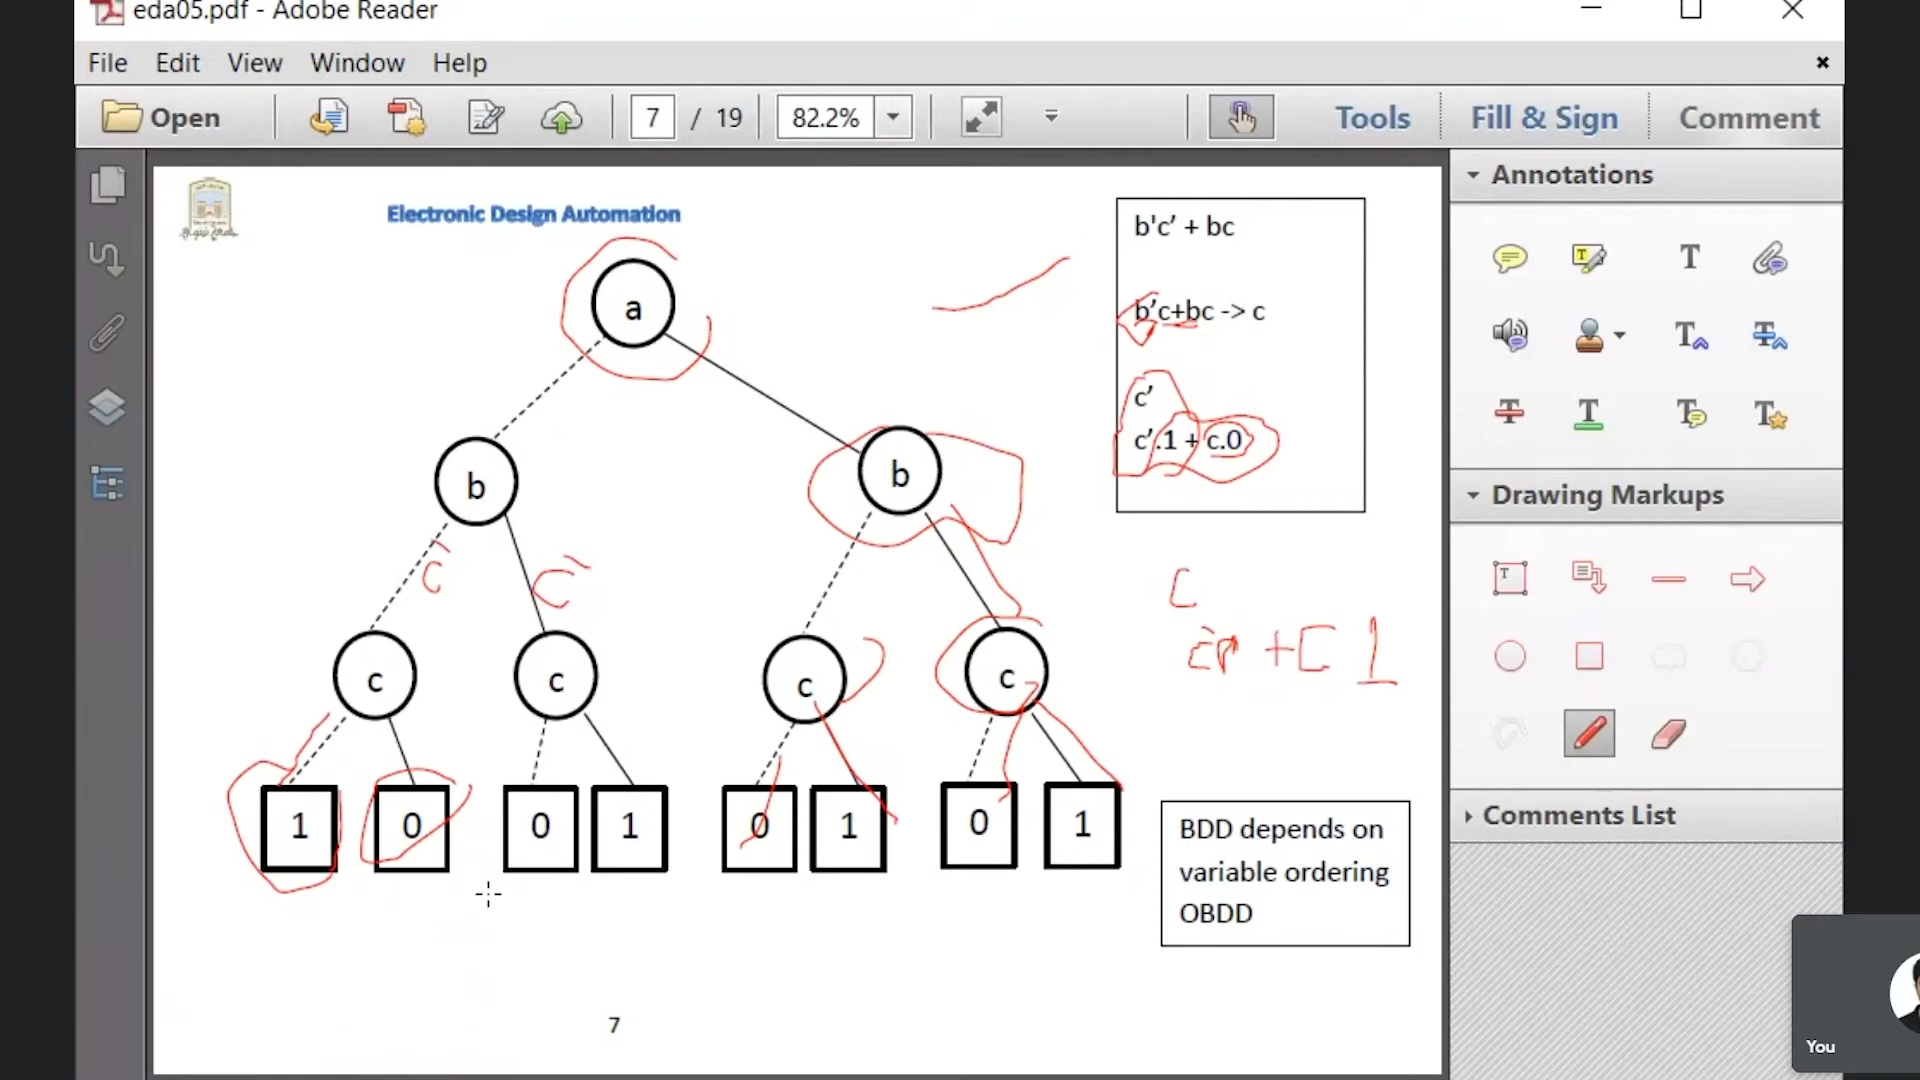 eda05.pdf - Adobe Reader
File Edit View Window Help
Open 7 / 19 82.2% Tools Fill & Sign Comment
Electronic Design Automation
a
b b
c c c c
1 0 0 1 0 1 0 1
b'c’ + bc
b’c+bc -> c
c’
c’.1 + c.0
c
BDD depends on
variable ordering
OBDD
7
Annotations
Drawing Markups
Comments List
You